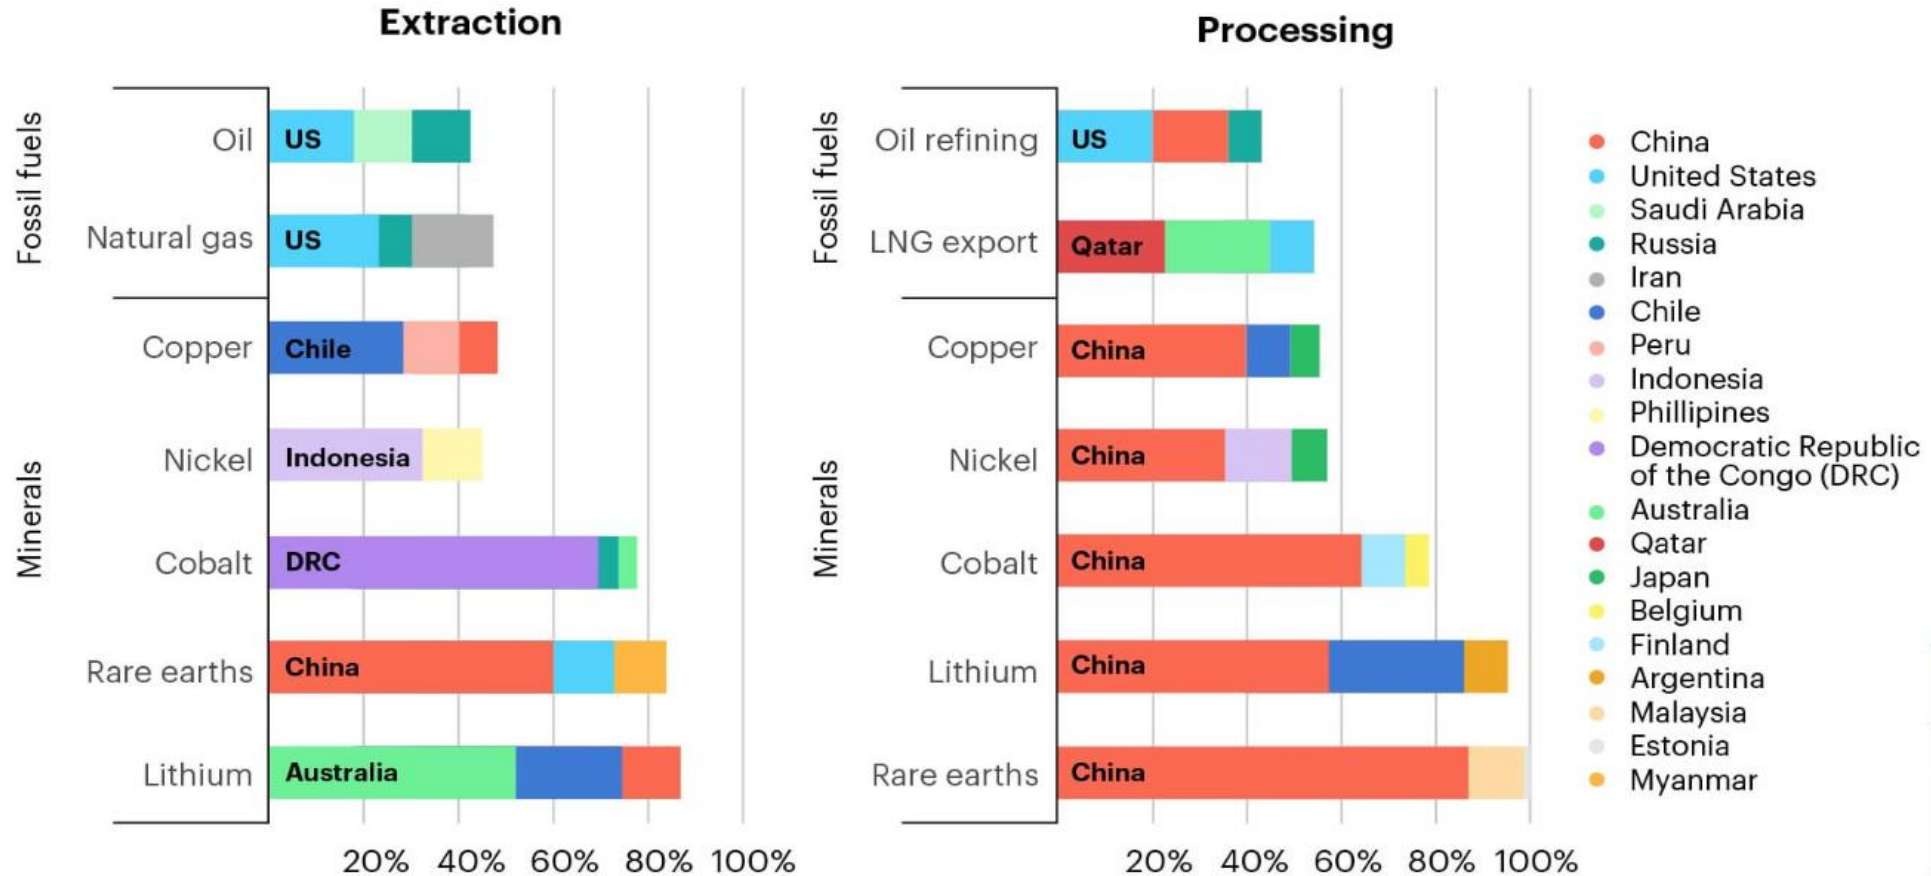 Extraction
Fossil fuels
Oil
US
Natural gas
US
Minerals
Copper
Chile
Nickel
Indonesia
Cobalt
DRC
Rare earths
China
Lithium
Australia
20% 40% 60% 80% 100%
Processing
Fossil fuels
Oil refining
US
LNG export
Qatar
Minerals
Copper
China
Nickel
China
Cobalt
China
Lithium
China
Rare earths
China
20% 40% 60% 80% 100%
China
United States
Saudi Arabia
Russia
Iran
Chile
Peru
Indonesia
Phillipines
Democratic Republic
of the Congo (DRC)
Australia
Qatar
Japan
Belgium
Finland
Argentina
Malaysia
Estonia
Myanmar